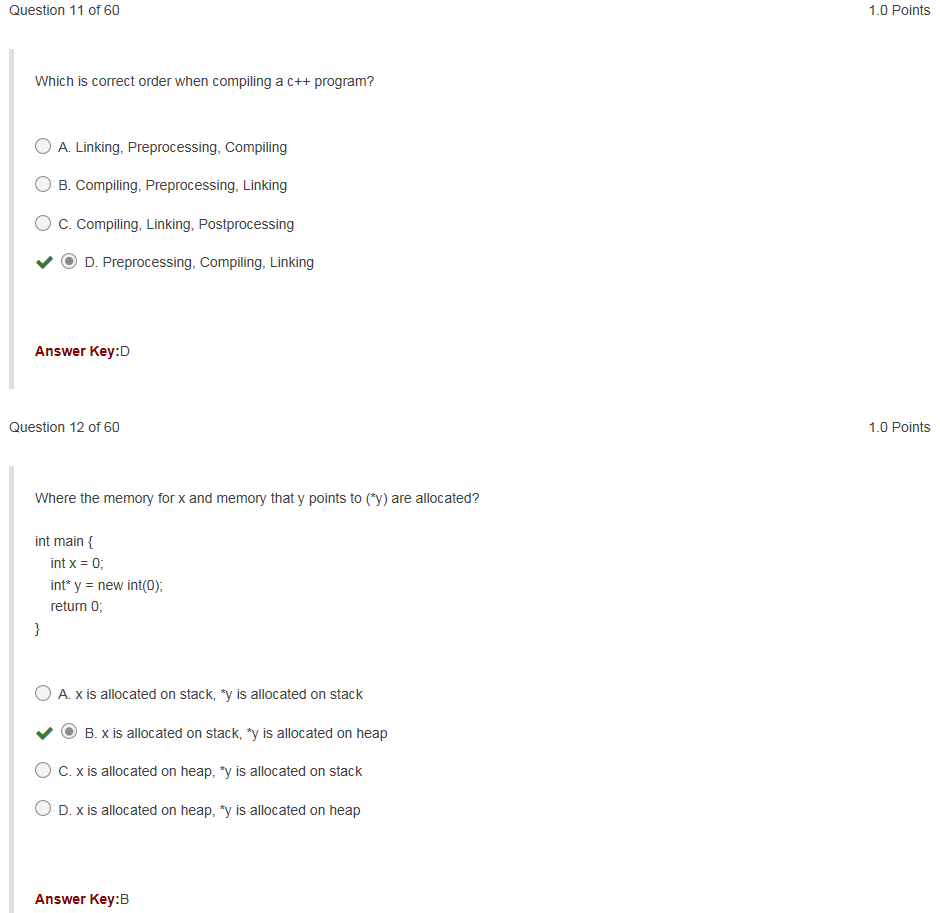 Question 11 of 60
1.0 Points
Which is correct order when compiling a c++ program?
A. Linking, Preprocessing, Compiling
B. Compiling, Preprocessing, Linking
C. Compiling, Linking, Postprocessing
D. Preprocessing, Compiling, Linking
Answer Key:D
Question 12 of 60
1.0 Points
Where the memory for x and memory that y points to (*y) are allocated?
int main {
int x = 0;
int* y = new int(0);
return 0;
}
A. x is allocated on stack, *y is allocated on stack
B. x is allocated on stack, *y is allocated on heap
C. x is allocated on heap, *y is allocated on stack
D. x is allocated on heap, *y is allocated on heap
Answer Key:B